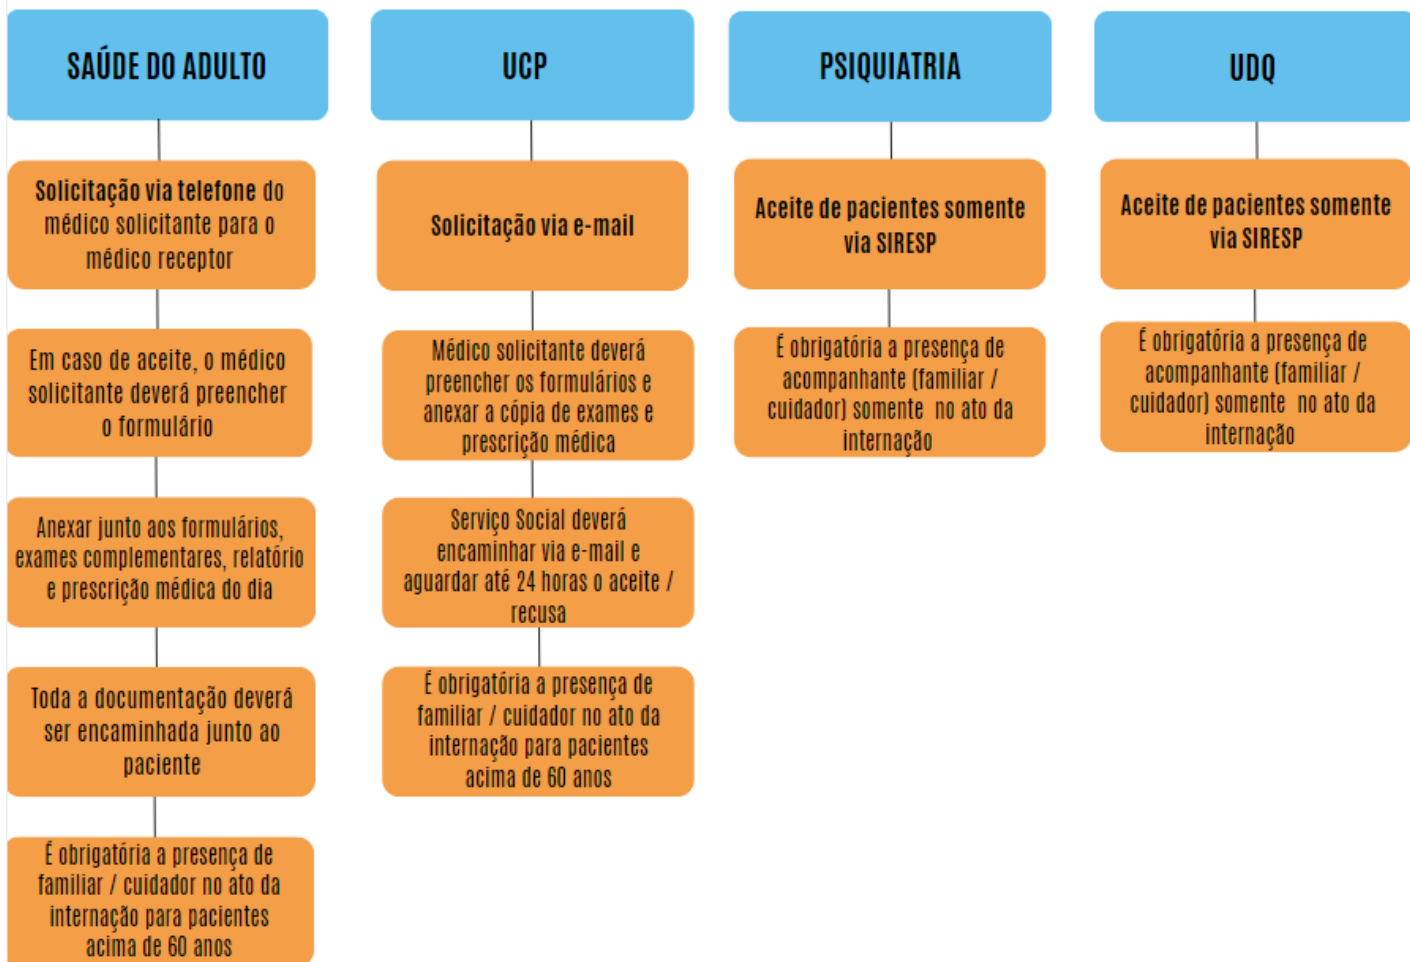 SAÚDE DO ADULTO
Solicitação via telefone do
médico solicitante para o
médico receptor
Em caso de aceite, o médico
solicitante deverá preencher
o formulário
Anexar junto aos formulários,
exames complementares, relatório
e prescrição médica do dia
Toda a documentação deverá
ser encaminhada junto ao
paciente
É obrigatória a presença de
familiar / cuidador no ato da
internação para pacientes
acima de 60 anos
UCP
Solicitação via e-mail
Médico solicitante deverá
preencher os formulários e
anexar a cópia de exames e
prescrição médica
Serviço Social deverá
encaminhar via e-mail e
aguardar até 24 horas o aceite /
recusa
É obrigatória a presença de
familiar / cuidador no ato da
internação para pacientes
acima de 60 anos
PSIQUIATRIA
Aceite de pacientes somente
via SIRESP
É obrigatória a presença de
acompanhante (familiar /
cuidador) somente no ato da
internação
UDQ
Aceite de pacientes somente
via SIRESP
É obrigatória a presença de
acompanhante (familiar /
cuidador) somente no ato da
internação